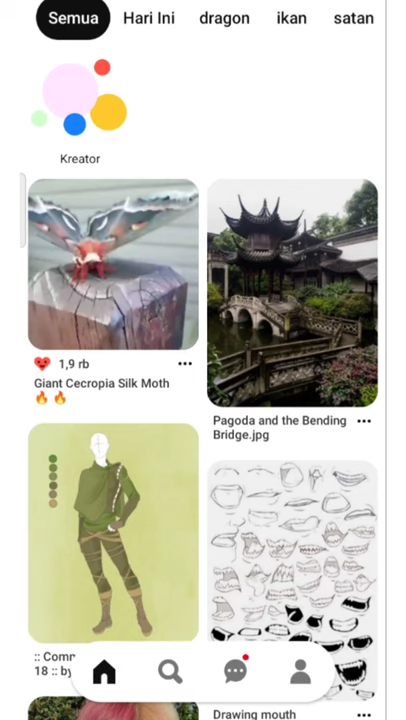 Semua
Hari Ini
dragon
ikan
satan
Kreator
1,9 rb
Giant Cecropia Silk Moth
🔥 🔥
Pagoda and the Bending
Bridge.jpg
18 :: by
Drawing mouth